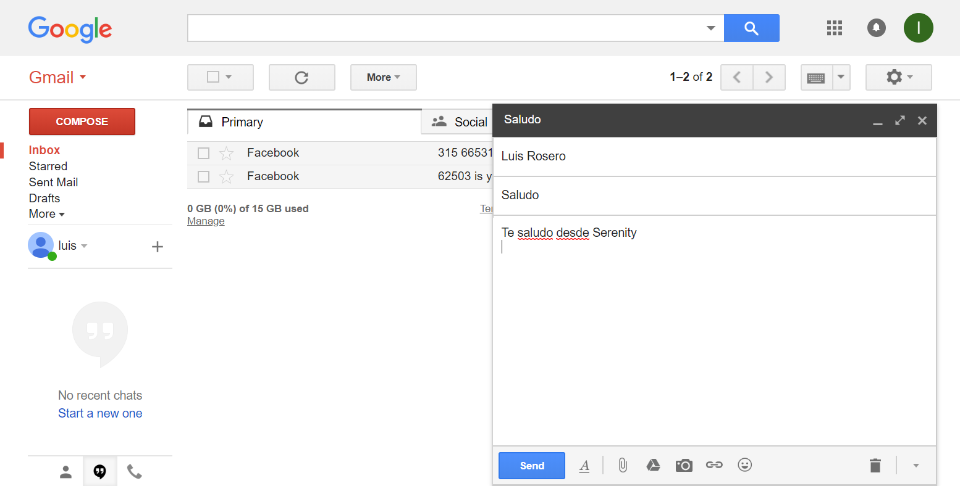 Google
I
Gmail
More
1–2 of 2
COMPOSE
Inbox
Starred
Sent Mail
Drafts
More
luis
No recent chats
Start a new one
Primary
Social
Facebook 315 66531
Facebook 62503 is y
0 GB (0%) of 15 GB used
Manage
Saludo
Luis Rosero
Saludo
Te saludo desde Serenity
Send
A